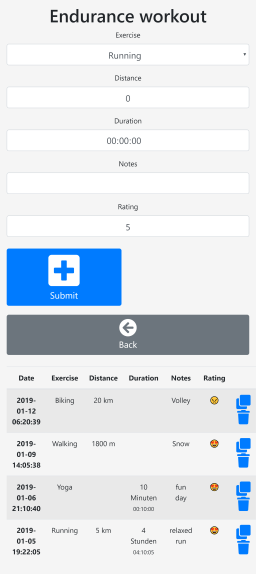 Endurance workout
Exercise
Running
Distance
0
Duration
00:00:00
Notes
Rating
5
Submit
Back
Date Exercise Distance Duration Notes Rating
2019-01-12 06:20:39 Biking 20 km Volley
2019-01-09 14:05:38 Walking 1800 m Snow
2019-01-06 21:10:40 Yoga 10 Minuten 00:10:00 fun day
2019-01-05 19:22:05 Running 5 km 4 Stunden 04:10:05 relaxed run